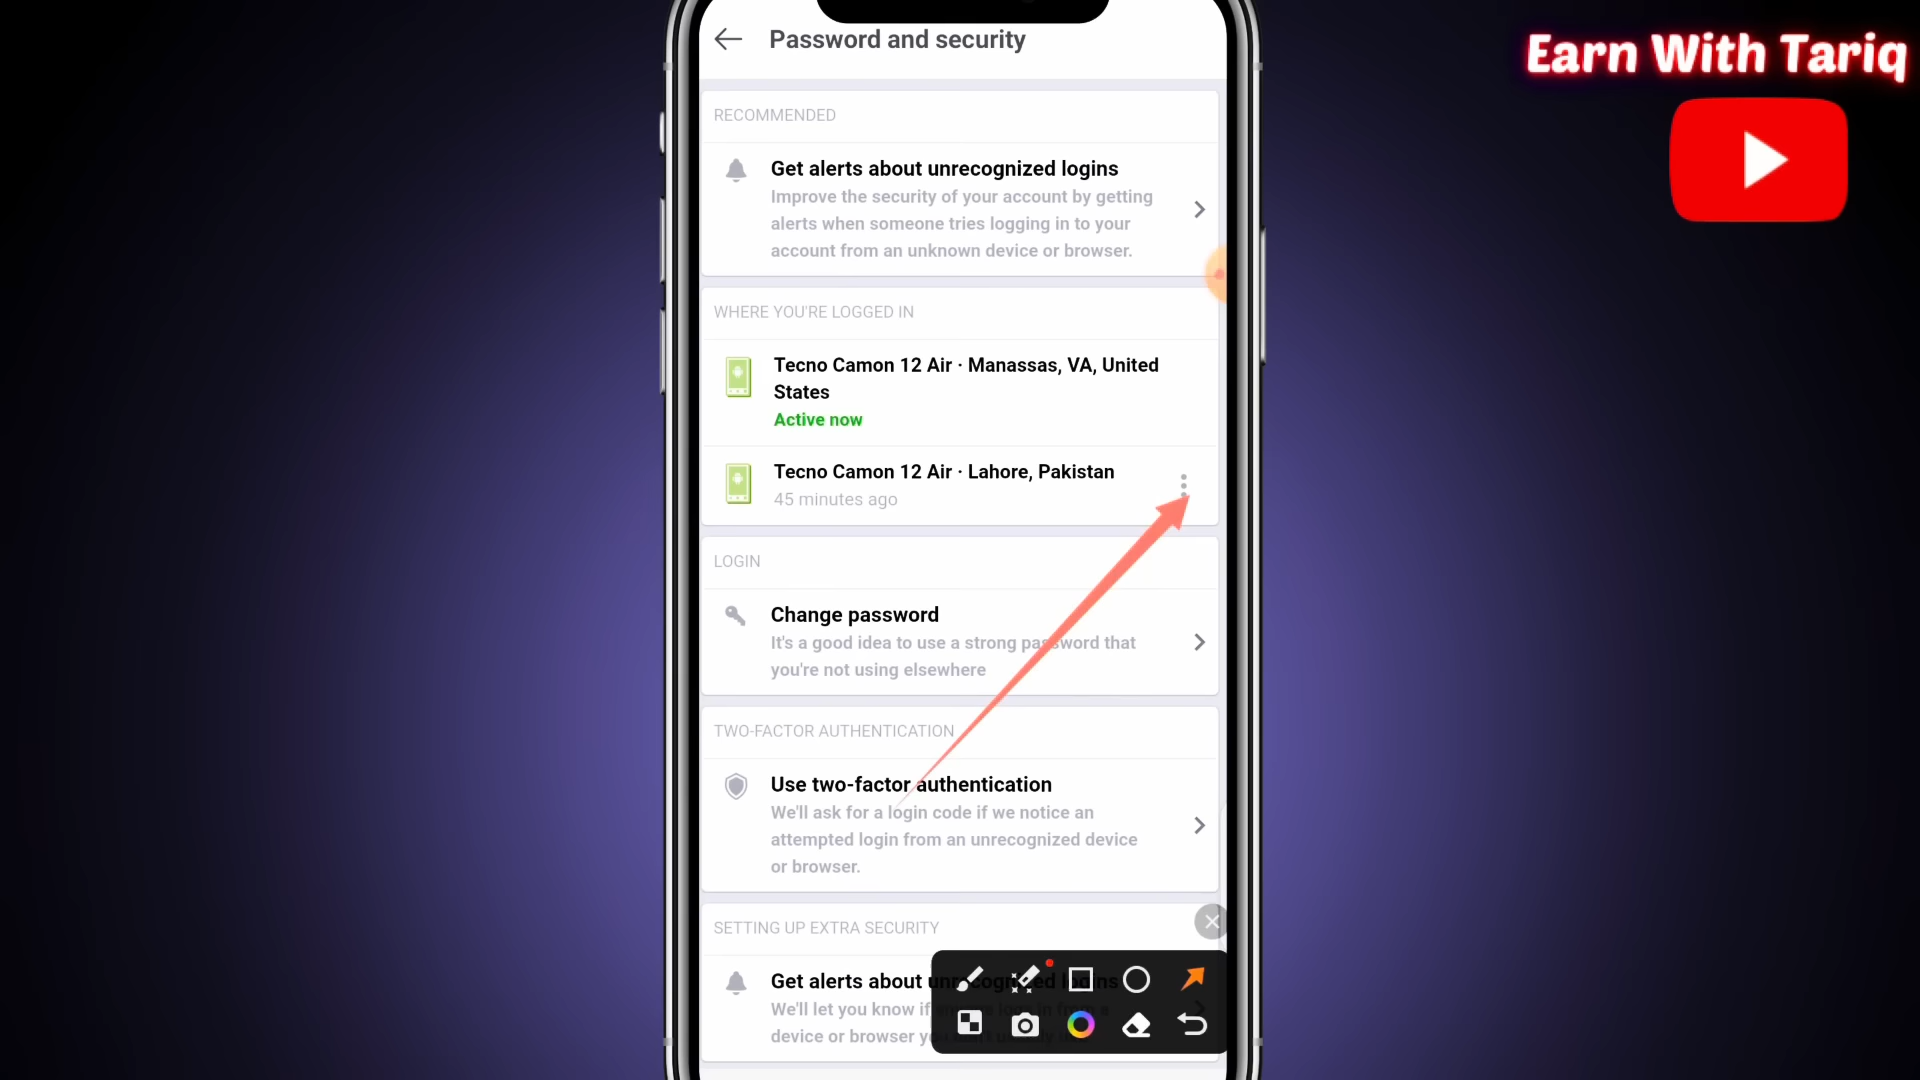 Password and security
Earn With Tariq
RECOMMENDED
Get alerts about unrecognized logins
Improve the security of your account by getting
alerts when someone tries logging in to your
account from an unknown device or browser.
WHERE YOU'RE LOGGED IN
Tecno Camon 12 Air · Manassas, VA, United
States
Active now
Tecno Camon 12 Air · Lahore, Pakistan
45 minutes ago
LOGIN
Change password
It's a good idea to use a strong password that
you're not using elsewhere
TWO-FACTOR AUTHENTICATION
Use two-factor authentication
We'll ask for a login code if we notice an
attempted login from an unrecognized device
or browser.
SETTING UP EXTRA SECURITY
Get alerts about unrecognized logins
We'll let you know if
device or browser